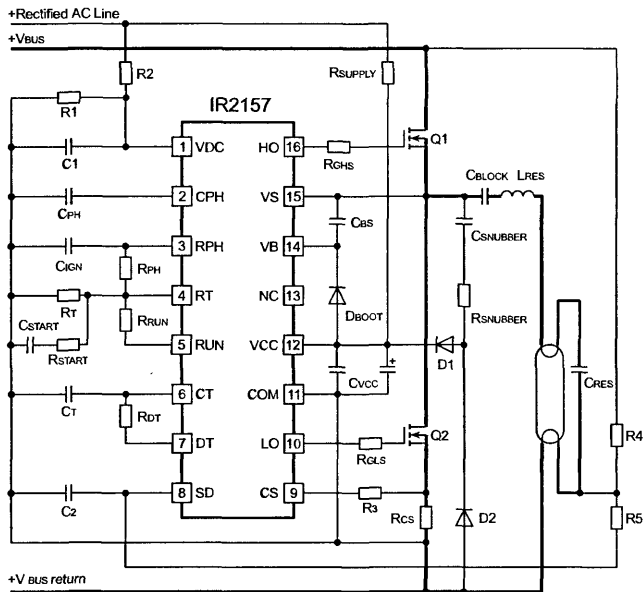 +Rectified AC Line
+VBUS
R2
RSUPPLY
CRES
R1
IR2157
C1
1 VDC
HO 16
RGHS
Q1
CBLOCK LRES
CPH
2 CPH
VS 15
CBS
CSNUBBER
CIGN
3 RPH
VB 14
RPH
RT
4 RT
NC 13
DBOOT
RSNUBBER
CSTART
RRUN
RSTART
5 RUN
VCC 12
D1
CT
6 CT
COM 11
CVCC
+
CRES
RDT
7 DT
LO 10
RGLS
Q2
R4
C2
8 SD
CS 9
R3
RCS
D2
R5
+V BUS return